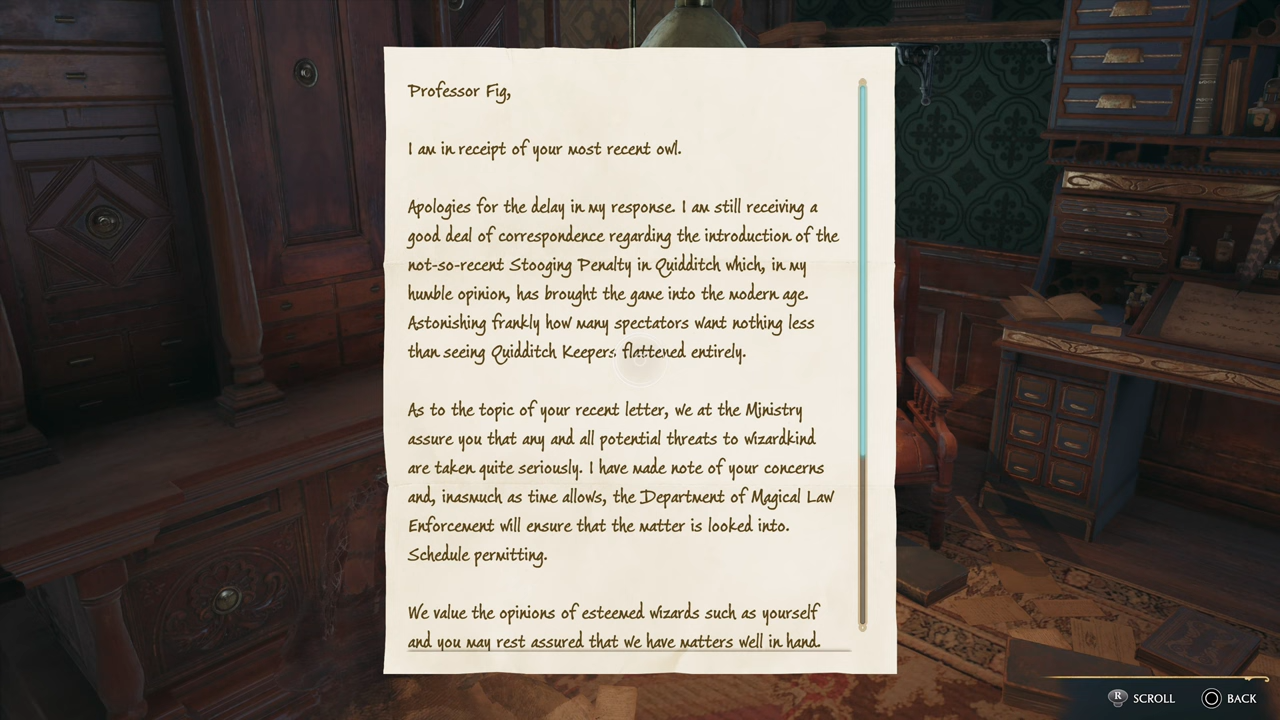 Professor Fig,
I am in receipt of your most recent owl.
Apologies for the delay in my response. I am still receiving a
good deal of correspondence regarding the introduction of the
not-so-recent Stooging Penalty in Quidditch which, in my
humble opinion, has brought the game into the modern age.
Astonishing frankly how many spectators want nothing less
than seeing Quidditch Keepers flattened entirely.
As to the topic of your recent letter, we at the Ministry
assure you that any and all potential threats to wizardkind
are taken quite seriously. I have made note of your concerns
and, inasmuch as time allows, the Department of Magical Law
Enforcement will ensure that the matter is looked into.
Schedule permitting.
We value the opinions of esteemed wizards such as yourself
and you may rest assured that we have matters well in hand.
R SCROLL
BACK